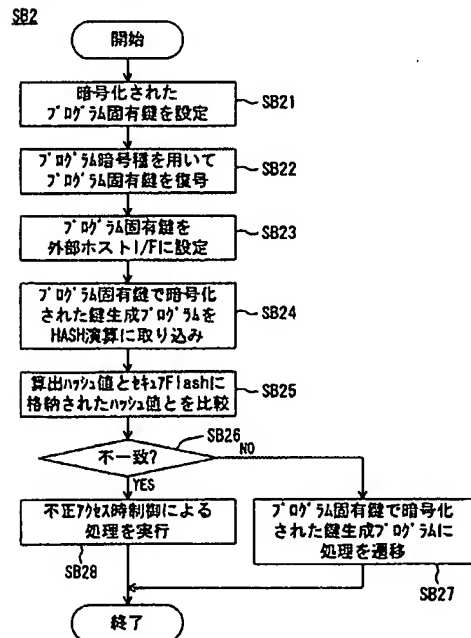 SB2
開始
暗号化された
プログラム固有鍵を設定
SB21
プログラム暗号種を用いて
プログラム固有鍵を復号
SB22
プログラム固有鍵を
外部ホストI/Fに設定
SB23
プログラム固有鍵で暗号化
された鍵生成プログラムを
HASH演算に取り込み
SB24
算出ハッシュ値とセキュアFlashに
格納されたハッシュ値とを比較
SB25
不一致?
SB26
NO
YES
不正アクセス時制御による
処理を実行
SB28
プログラム固有鍵で暗号化
された鍵生成プログラムに
処理を遷移
SB27
終了